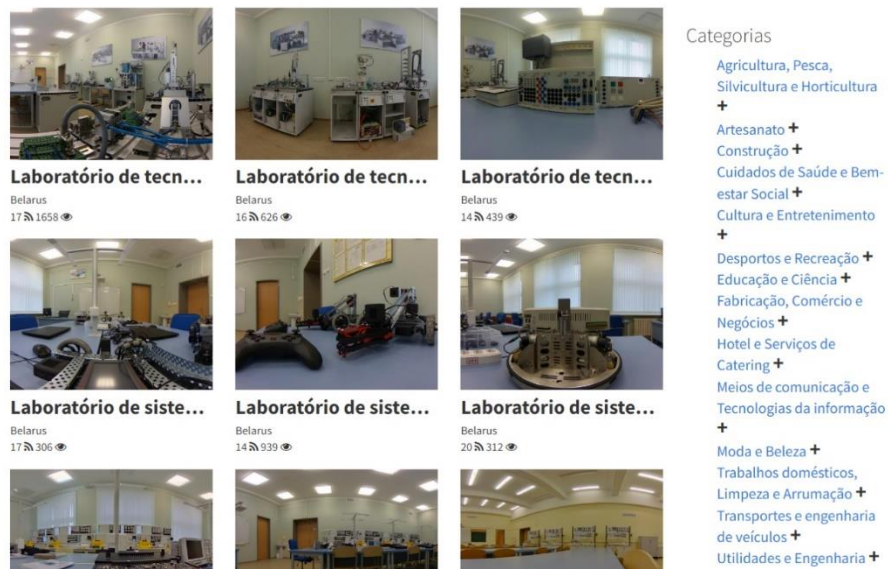 Laboratório de tecn...
Belarus
17 1658
Laboratório de tecn...
Belarus
16 626
Laboratório de tecn...
Belarus
14 439
Laboratório de siste...
Belarus
17 306
Laboratório de siste...
Belarus
14 939
Laboratório de siste...
Belarus
20 312
Categorias
Agricultura, Pesca,
Silvicultura e Horticultura
+
Artesanato +
Construção +
Cuidados de Saúde e Bem-
estar Social +
Cultura e Entretenimento
+
Desportos e Recreação +
Educação e Ciência +
Fabricação, Comércio e
Negócios +
Hotel e Serviços de
Catering +
Meios de comunicação e
Tecnologias da informação
+
Moda e Beleza +
Trabalhos domésticos,
Limpeza e Arrumação +
Transportes e engenharia
de veículos +
Utilidades e Engenharia +